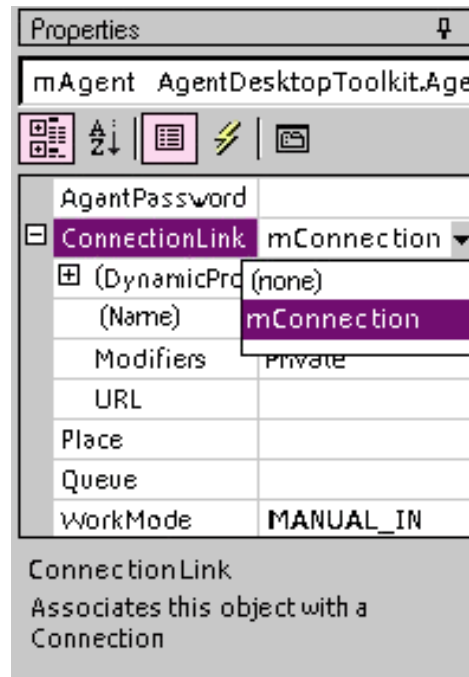 Properties
mAgent AgentDesktopToolkit.Age
AgantPassword
ConnectionLink mConnection
(DynamicPro (none)
(Name) mConnection
Modifiers Private
URL
Place
Queue
WorkMode MANUAL_IN
ConnectionLink
Associates this object with a
Connection